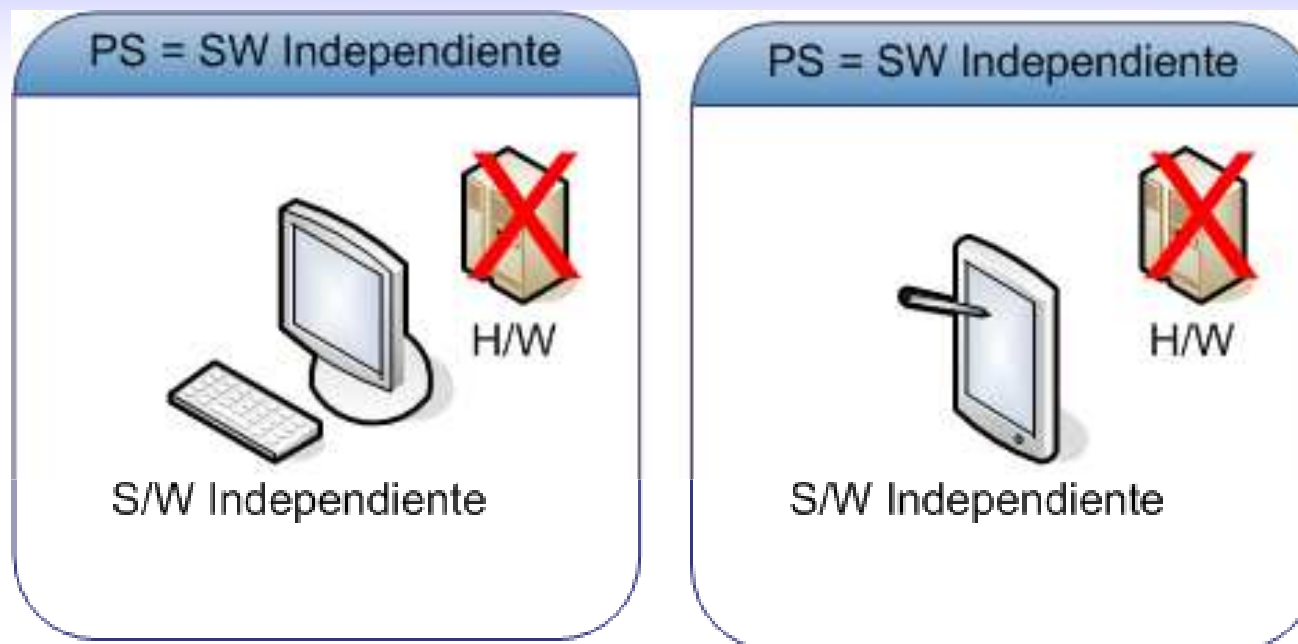 PS = SW Independiente
H/W
S/W Independiente
PS = SW Independiente
H/W
S/W Independiente